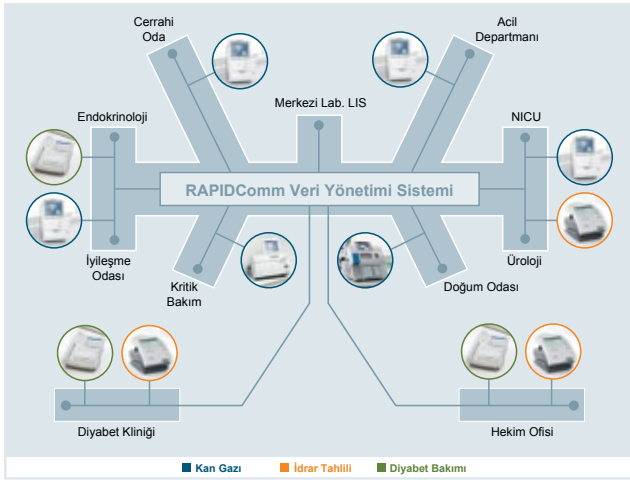 Cerrahi
Oda
Acil
Departmanı
Merkezi Lab. LIS
Endokrinoloji
NICU
RAPIDComm Veri Yönetimi Sistemi
İyileşme
Odası
Üroloji
Kritik
Bakım
Doğum Odası
Diyabet Kliniği
Hekim Ofisi
Kan Gazı
İdrar Tahlili
Diyabet Bakımı